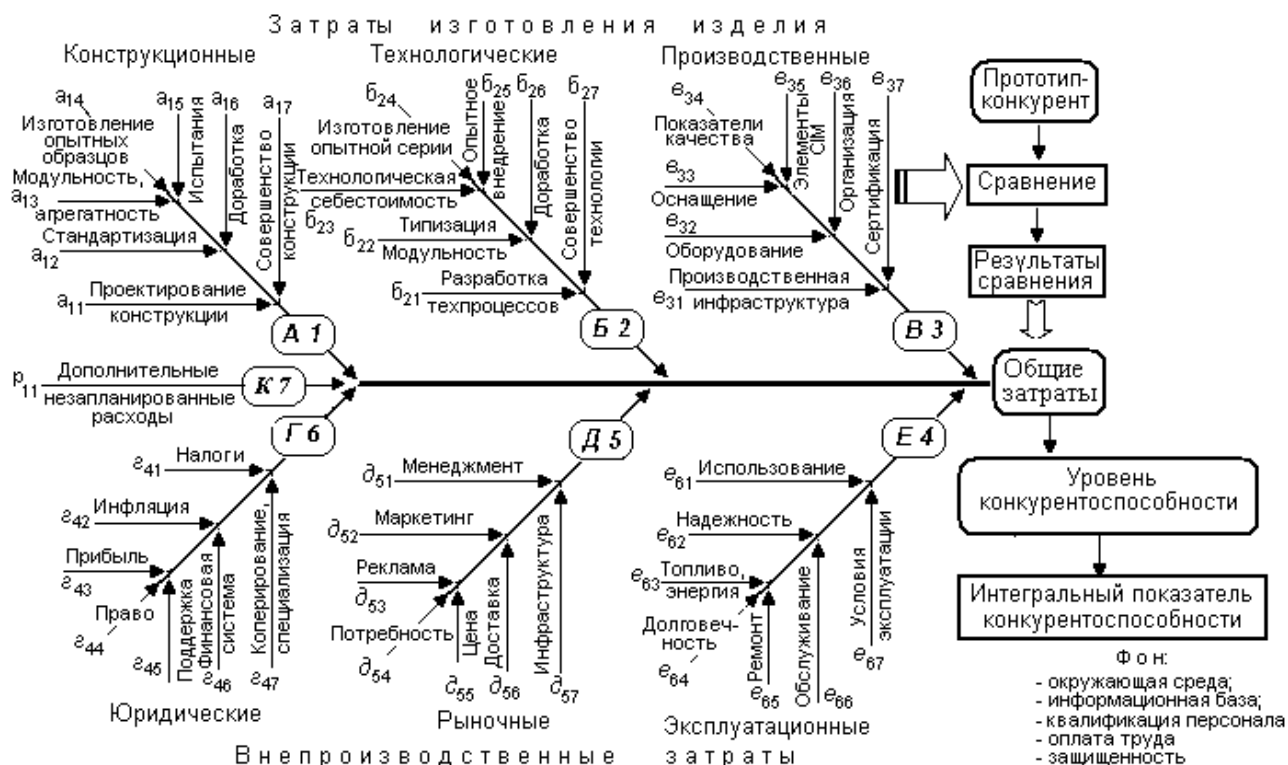 Затраты изготовления изделия
Конструкционные
Технологические
Производственные
а14
Изготовление
опытных
образцов
а15
Испытания
а16
Доработка
а17
Совершенство
конструкции
Модульность,
а13
агрегатность
Стандартизация
а12
Проектирование
а11
конструкции
А 1
б24
Изготовление
опытной серии
б25
Опытное
внедрение
б26
Доработка
б27
Совершенство
технологии
Технологическая
себестоимость
б23
Типизация
б22
Модульность
Разработка
б21
техпроцессов
Б 2
в34
Показатели
качества
в35
Элементы
CIM
в36
Организация
в37
Сертификация
в33
Оснащение
в32
Оборудование
Производственная
в31 инфраструктура
В 3
Прототип-
конкурент
Сравнение
Результаты
сравнения
Общие
затраты
Уровень
конкурентоспособности
Интегральный показатель
конкурентоспособности
р11
Дополнительные
незапланированные
расходы
К 7
Г 6
Налоги
г41
Инфляция
г42
Прибыль
г43
Право
г44
Поддержка
г45
Финансовая
система
г46
Коперирование,
специализация
г47
Юридические
Д 5
Менеджмент
д51
Маркетинг
д52
Реклама
д53
Потребность
д54
Цена
д55
Доставка
д56
Инфраструктура
д57
Рыночные
Е 4
Использование
е61
Надежность
е62
Топливо,
энергия
е63
Долговеч-
ность
е64
Ремонт
е65
Обслуживание
е66
Условия
эксплуатации
е67
Эксплуатационные
Внепроизводственные затраты
Фон:
- окружающая среда;
- информационная база;
- квалификация персонала
- оплата труда
- защищенность